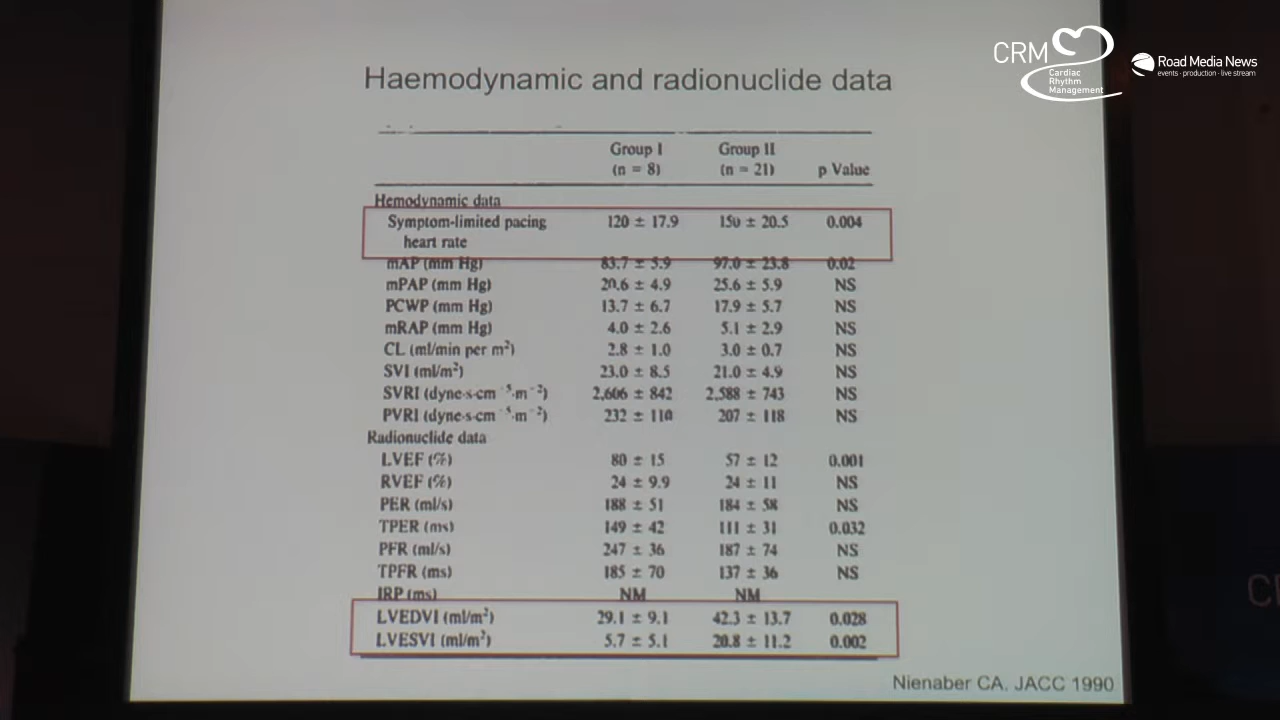 CRM
Cardiac
Rhythm
Management
Road Media News
events · production · live stream
Haemodynamic and radionuclide data
Group I Group II
(n = 8) (n = 21) p Value
Hemodynamic data
Symptom-limited pacing 120 ± 17.9 150 ± 20.5 0.004
heart rate
mAP (mm Hg) 83.7 ± 5.9 97.0 ± 23.8 0.02
mPAP (mm Hg) 20.6 ± 4.9 25.6 ± 5.9 NS
PCWP (mm Hg) 13.7 ± 6.7 17.9 ± 5.7 NS
mRAP (mm Hg) 4.0 ± 2.6 5.1 ± 2.9 NS
CL (ml/min per m²) 2.8 ± 1.0 3.0 ± 0.7 NS
SVI (ml/m²) 23.0 ± 8.5 21.0 ± 4.9 NS
SVRI (dyne·s·cm⁻⁵·m⁻²) 2,606 ± 842 2,588 ± 743 NS
PVRI (dyne·s·cm⁻⁵·m⁻²) 232 ± 110 207 ± 118 NS
Radionuclide data
LVEF (%) 80 ± 15 57 ± 12 0.001
RVEF (%) 24 ± 9.9 24 ± 11 NS
PER (ml/s) 188 ± 51 184 ± 58 NS
TPER (ms) 149 ± 42 111 ± 31 0.032
PFR (ml/s) 247 ± 36 187 ± 74 NS
TPFR (ms) 185 ± 70 137 ± 36 NS
IRP (ms) NM NM
LVEDVI (ml/m²) 29.1 ± 9.1 42.3 ± 13.7 0.028
LVESVI (ml/m²) 5.7 ± 5.1 20.8 ± 11.2 0.002
Nienaber CA. JACC 1990